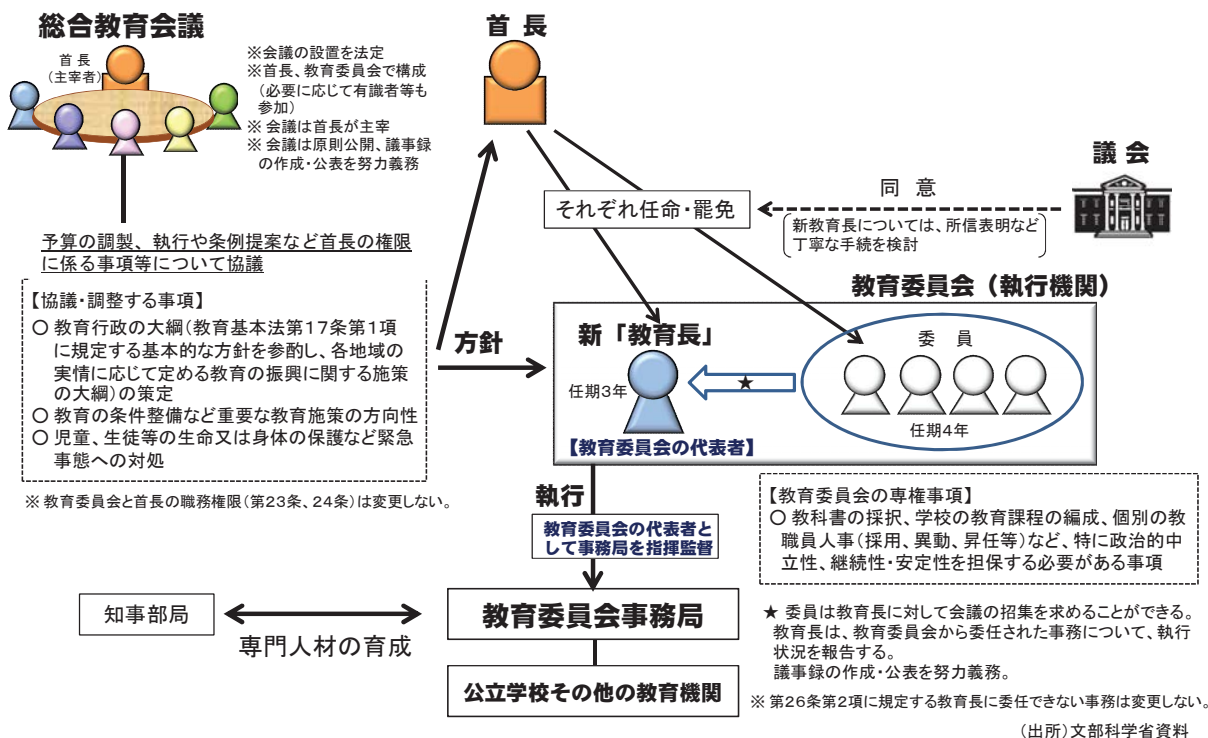 総合教育会議
首長
(主宰者)
※会議の設置を法定
※首長、教育委員会で構成
(必要に応じて有識者等も
参加)
※会議は首長が主宰
※会議は原則公開、議事録
の作成・公表を努力義務
首長
議会
同意
それぞれ任命・罷免
新教育長については、所信表明など
丁寧な手続を検討
予算の調製、執行や条例提案など首長の権限
に係る事項等について協議
【協議・調整する事項】
○ 教育行政の大綱(教育基本法第17条第1項
に規定する基本的な方針を参酌し、各地域の
実情に応じて定める教育の振興に関する施策
の大綱)の策定
○ 教育の条件整備など重要な教育施策の方向性
○ 児童、生徒等の生命又は身体の保護など緊急
事態への対処
※ 教育委員会と首長の職務権限(第23条、24条)は変更しない。
方針
教育委員会(執行機関)
新「教育長」
任期3年
★
委員
任期4年
【教育委員会の代表者】
執行
教育委員会の代表者と
して事務局を指揮監督
【教育委員会の専権事項】
○ 教科書の採択、学校の教育課程の編成、個別の教
職員人事(採用、異動、昇任等)など、特に政治的中
立性、継続性・安定性を担保する必要がある事項
知事部局
専門人材の育成
教育委員会事務局
公立学校その他の教育機関
★ 委員は教育長に対して会議の招集を求めることができる。
教育長は、教育委員会から委任された事務について、執行
状況を報告する。
議事録の作成・公表を努力義務。
※ 第26条第2項に規定する教育長に委任できない事務は変更しない。
(出所)文部科学省資料